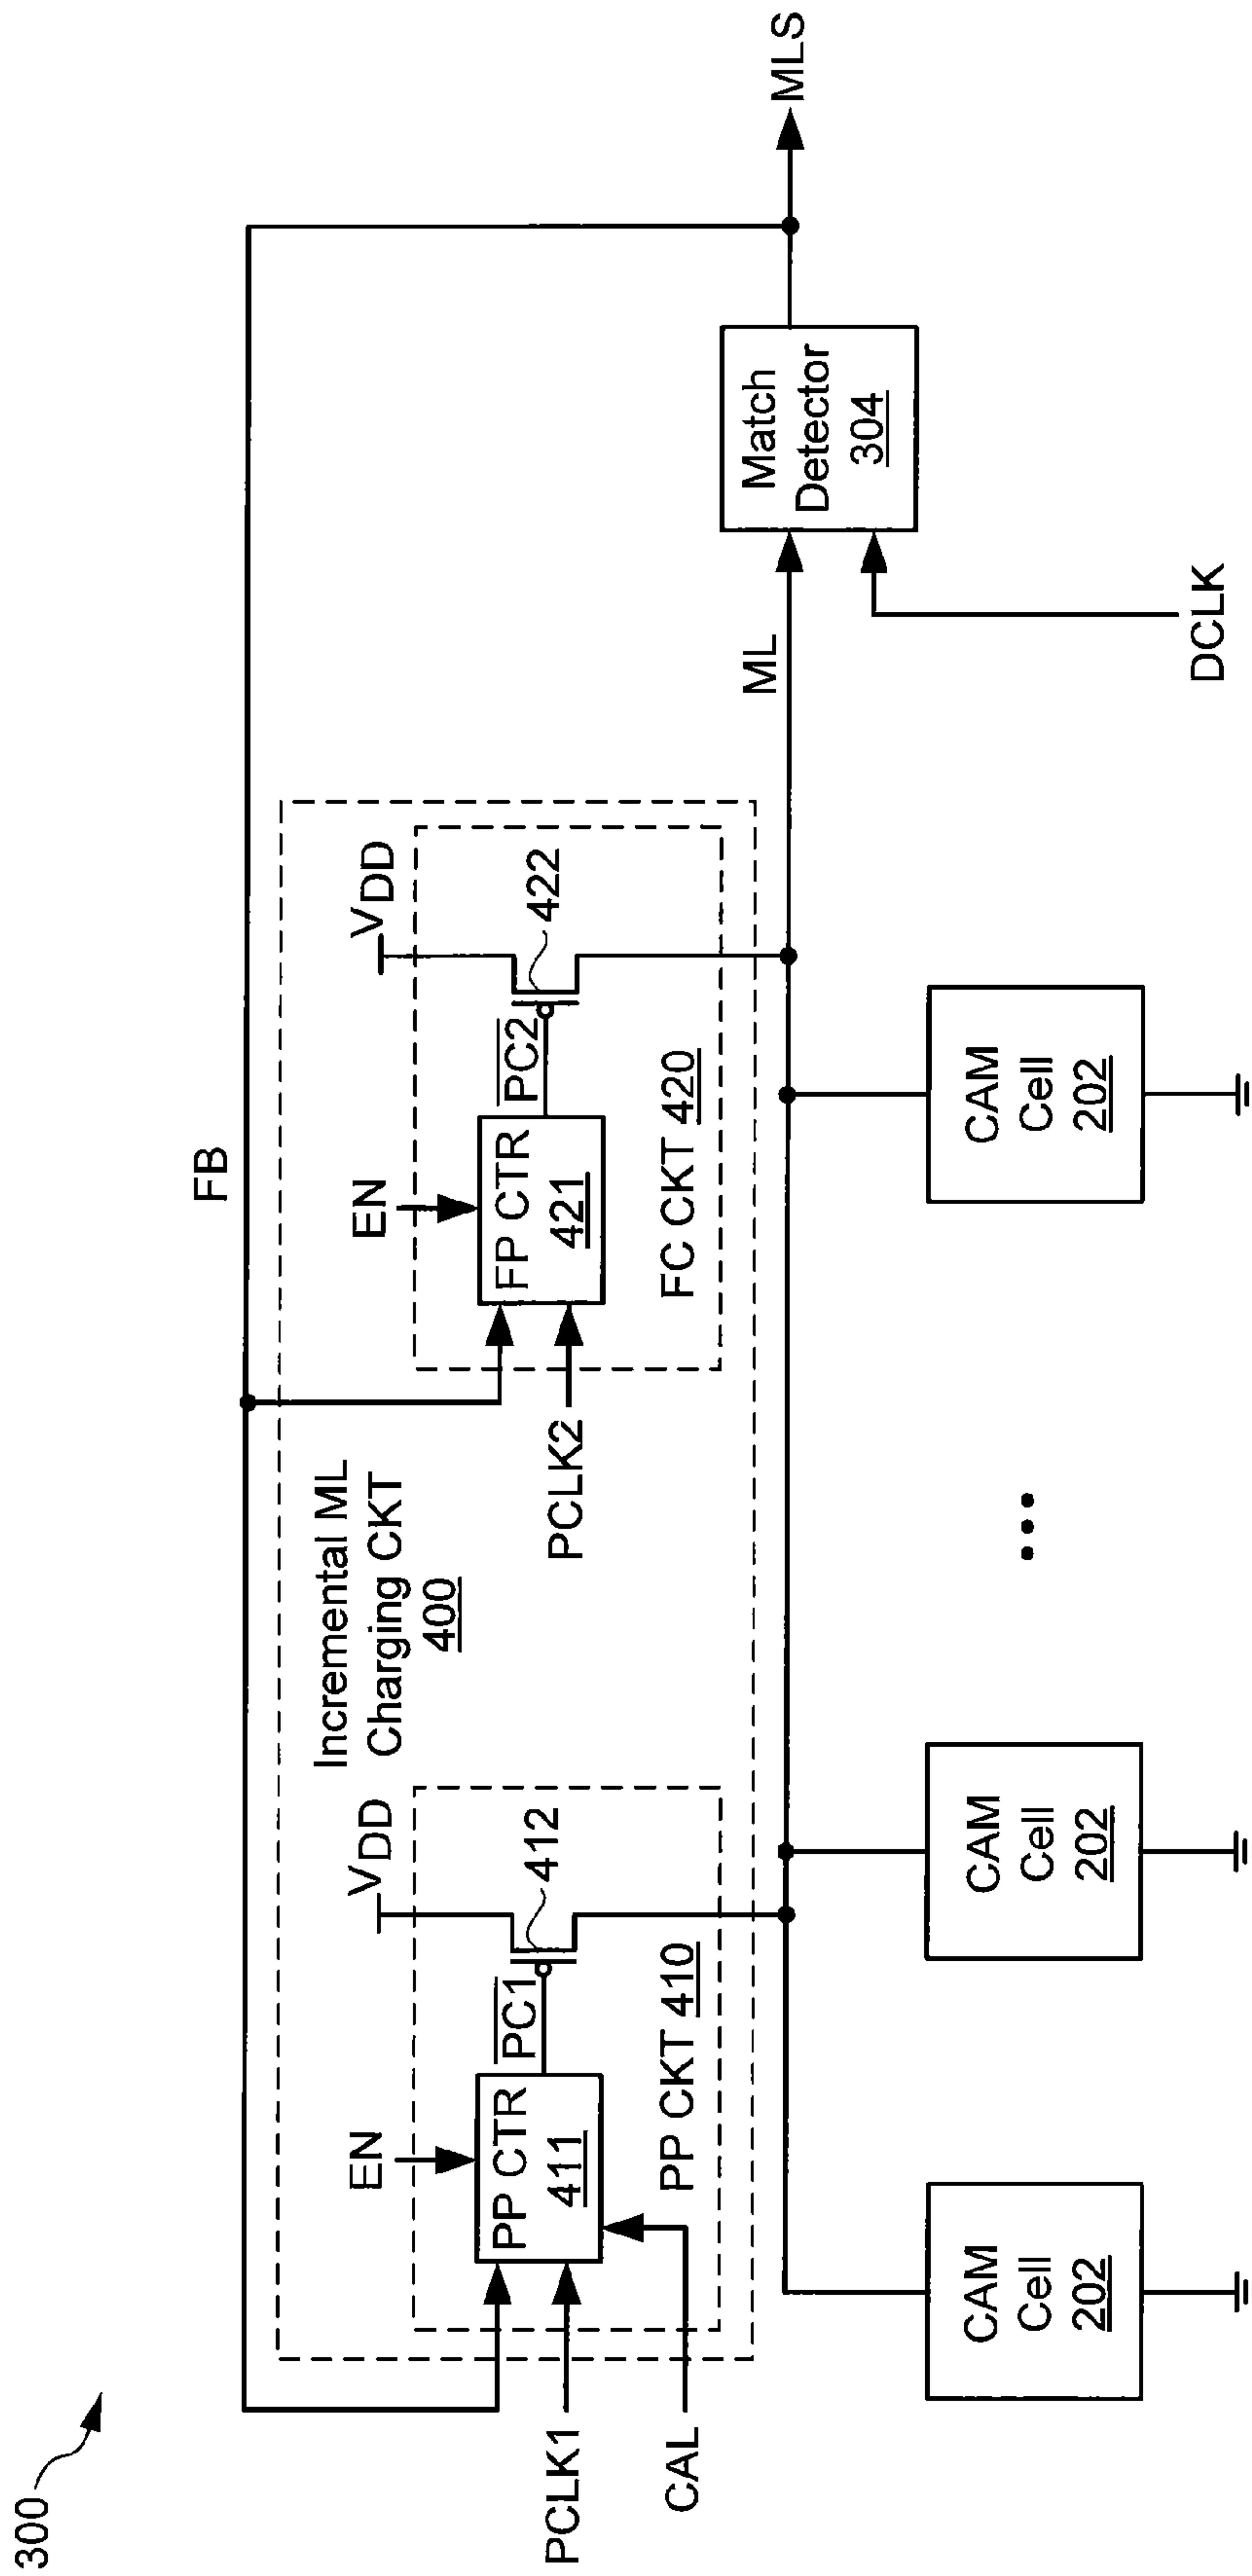 300
FB
Incremental ML
Charging CKT
400
VDD
VDD
EN
EN
PP CTR
411
PC1
412
FP CTR
421
PC2
422
PCLK1
PP CKT 410
CAL
PCLK2
FC CKT 420
ML
Match
Detector
304
MLS
DCLK
CAM
Cell
202
CAM
Cell
202
...
CAM
Cell
202